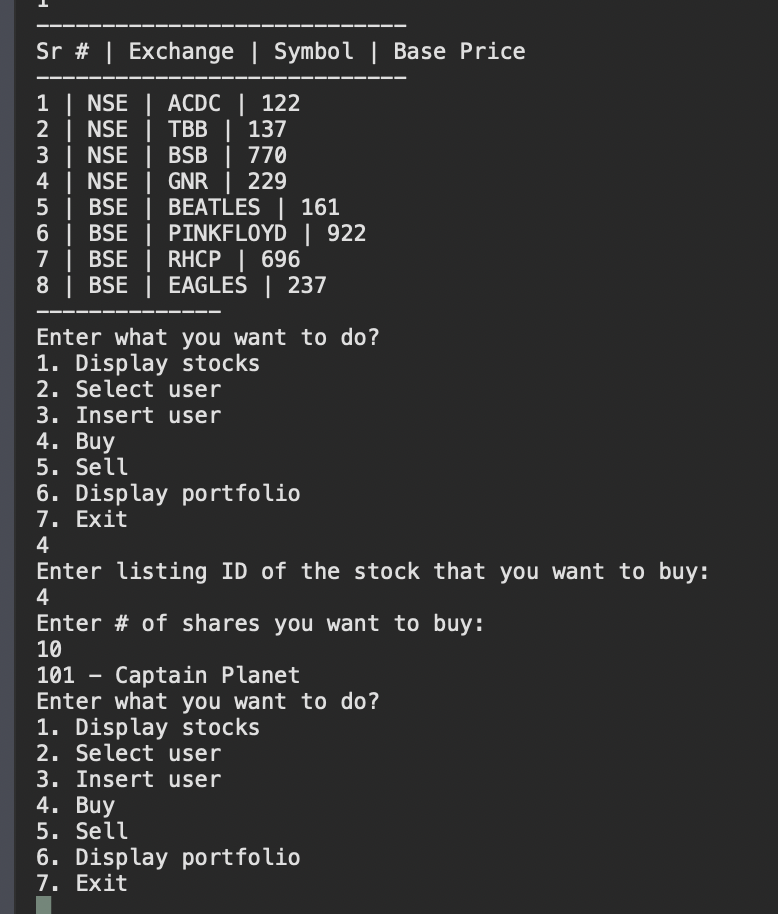 1
----------------------------
Sr # | Exchange | Symbol | Base Price
----------------------------
1 | NSE | ACDC | 122
2 | NSE | TBB | 137
3 | NSE | BSB | 770
4 | NSE | GNR | 229
5 | BSE | BEATLES | 161
6 | BSE | PINKFLOYD | 922
7 | BSE | RHCP | 696
8 | BSE | EAGLES | 237
--------------
Enter what you want to do?
1. Display stocks
2. Select user
3. Insert user
4. Buy
5. Sell
6. Display portfolio
7. Exit
4
Enter listing ID of the stock that you want to buy:
4
Enter # of shares you want to buy:
10
101 - Captain Planet
Enter what you want to do?
1. Display stocks
2. Select user
3. Insert user
4. Buy
5. Sell
6. Display portfolio
7. Exit